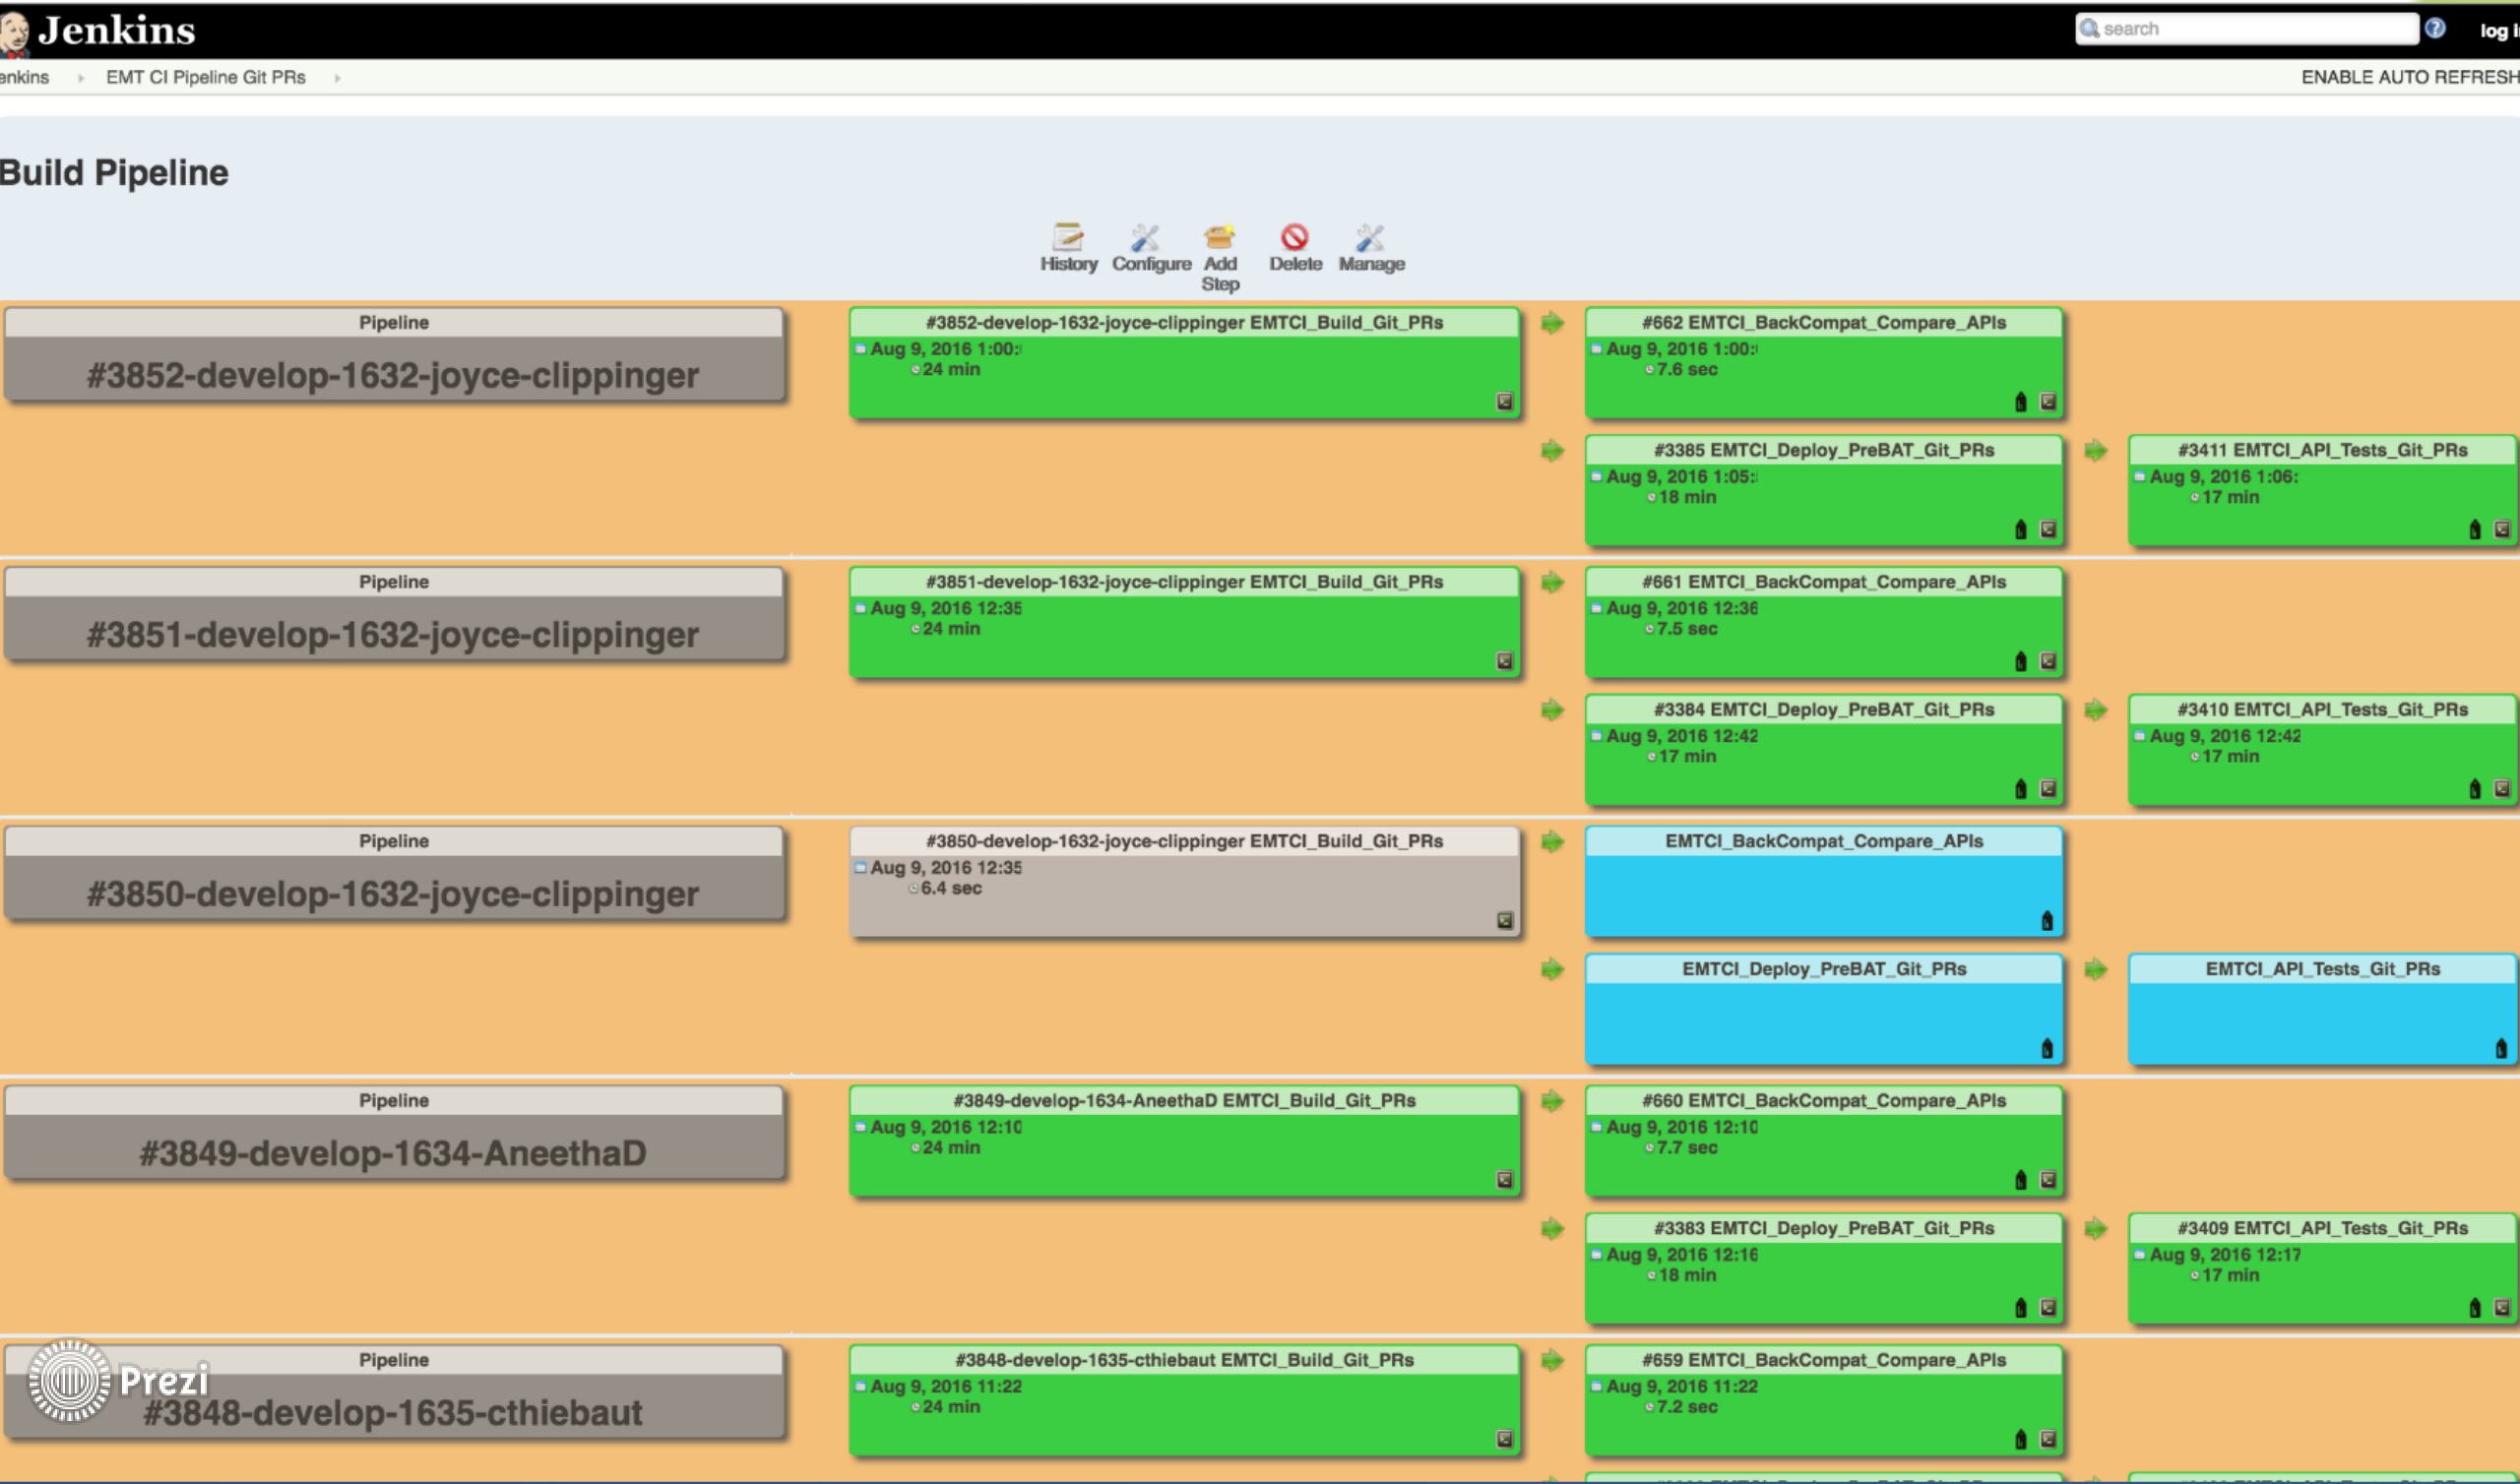 Jenkins
search
log i
enkins
EMT CI Pipeline Git PRs
ENABLE AUTO REFRESH
Build Pipeline
History Configure Add Step Delete Manage
Pipeline
#3852-develop-1632-joyce-clippinger
#3852-develop-1632-joyce-clippinger EMTCI_Build_Git_PRs
Aug 9, 2016 1:00:
24 min
#662 EMTCI_BackCompat_Compare_APIs
Aug 9, 2016 1:00:
7.6 sec
#3385 EMTCI_Deploy_PreBAT_Git_PRs
Aug 9, 2016 1:05:
18 min
#3411 EMTCI_API_Tests_Git_PRs
Aug 9, 2016 1:06:
17 min
Pipeline
#3851-develop-1632-joyce-clippinger
#3851-develop-1632-joyce-clippinger EMTCI_Build_Git_PRs
Aug 9, 2016 12:35
24 min
#661 EMTCI_BackCompat_Compare_APIs
Aug 9, 2016 12:36
7.5 sec
#3384 EMTCI_Deploy_PreBAT_Git_PRs
Aug 9, 2016 12:42
17 min
#3410 EMTCI_API_Tests_Git_PRs
Aug 9, 2016 12:42
17 min
Pipeline
#3850-develop-1632-joyce-clippinger
#3850-develop-1632-joyce-clippinger EMTCI_Build_Git_PRs
Aug 9, 2016 12:35
6.4 sec
EMTCI_BackCompat_Compare_APIs
EMTCI_Deploy_PreBAT_Git_PRs
EMTCI_API_Tests_Git_PRs
Pipeline
#3849-develop-1634-AneethaD
#3849-develop-1634-AneethaD EMTCI_Build_Git_PRs
Aug 9, 2016 12:10
24 min
#660 EMTCI_BackCompat_Compare_APIs
Aug 9, 2016 12:10
7.7 sec
#3383 EMTCI_Deploy_PreBAT_Git_PRs
Aug 9, 2016 12:16
18 min
#3409 EMTCI_API_Tests_Git_PRs
Aug 9, 2016 12:17
17 min
Pipeline
Prezi
#3848-develop-1635-cthiebaut
#3848-develop-1635-cthiebaut EMTCI_Build_Git_PRs
Aug 9, 2016 11:22
24 min
#659 EMTCI_BackCompat_Compare_APIs
Aug 9, 2016 11:22
7.2 sec